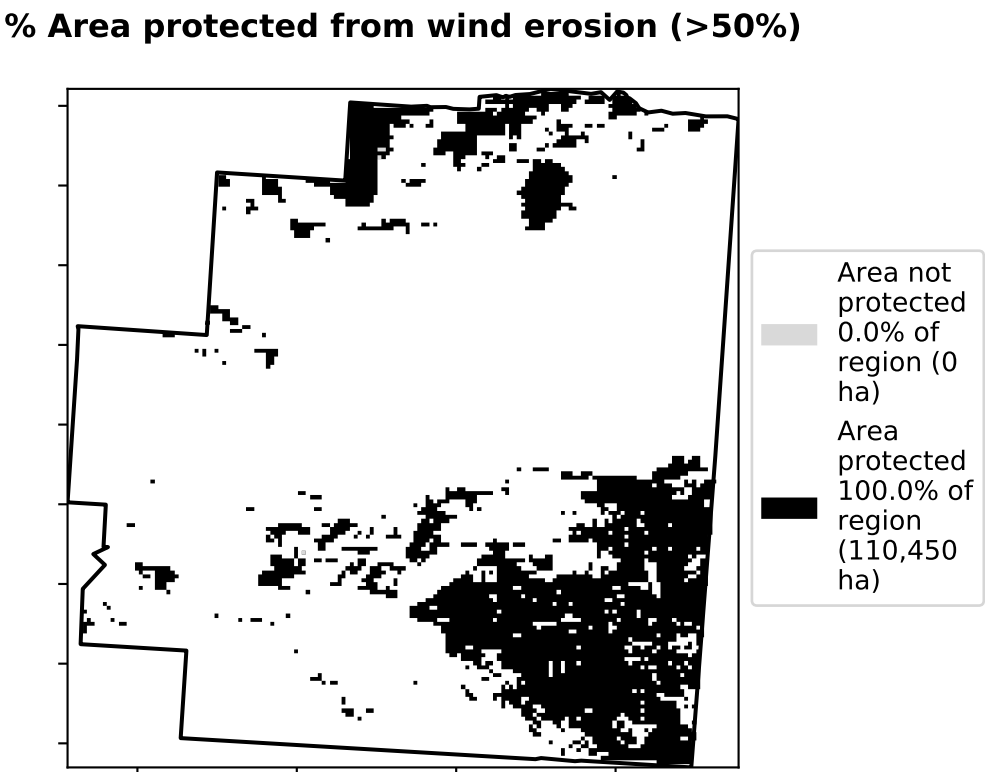 % Area protected from wind erosion (>50%)
Area not
protected
0.0% of
region (0
ha)
Area
protected
100.0% of
region
(110,450
ha)